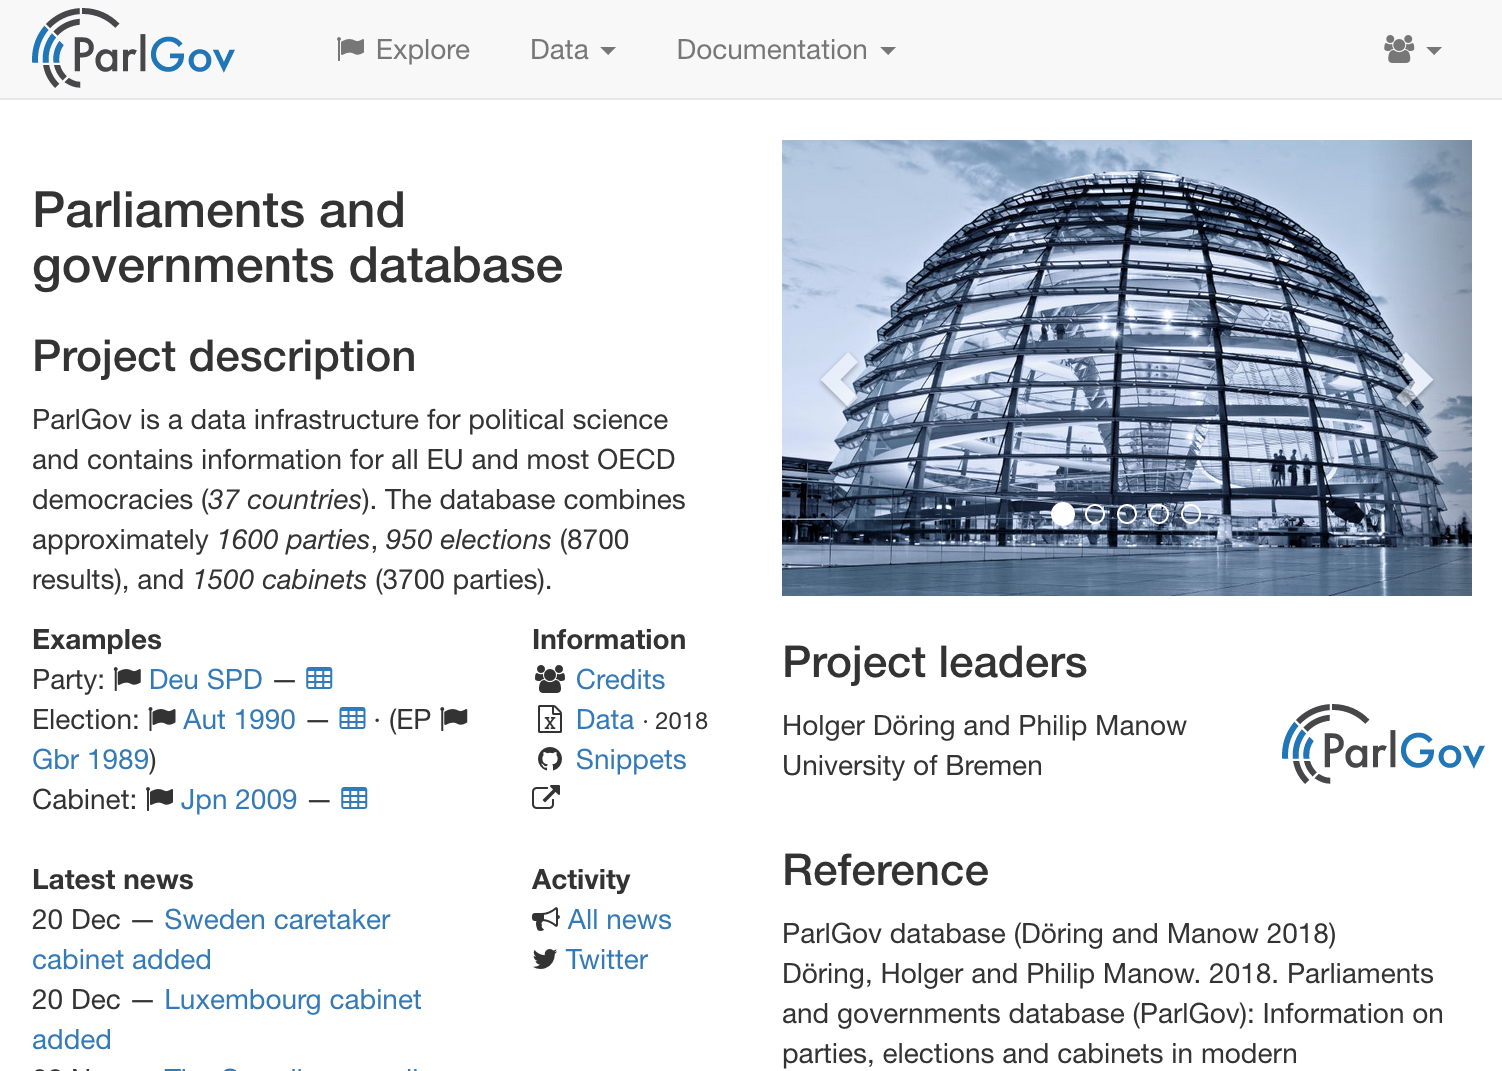 ParlGov Explore Data Documentation
Parliaments and
governments database
Project description
ParlGov is a data infrastructure for political science
and contains information for all EU and most OECD
democracies (37 countries). The database combines
approximately 1600 parties, 950 elections (8700
results), and 1500 cabinets (3700 parties).
Examples
Party: Deu SPD —
Election: Aut 1990 — · (EP
Gbr 1989)
Cabinet: Jpn 2009 —
Information
Credits
Data · 2018
Snippets
Latest news
20 Dec — Sweden caretaker
cabinet added
20 Dec — Luxembourg cabinet
added
Activity
All news
Twitter
Project leaders
Holger Döring and Philip Manow
University of Bremen
ParlGov
Reference
ParlGov database (Döring and Manow 2018)
Döring, Holger and Philip Manow. 2018. Parliaments
and governments database (ParlGov): Information on
parties, elections and cabinets in modern